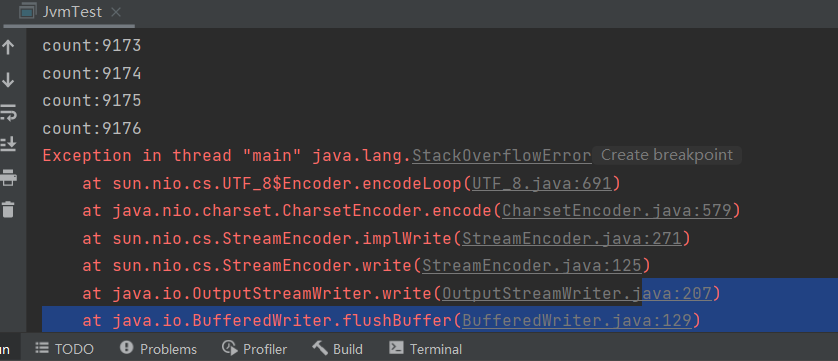 JvmTest
count:9173
count:9174
count:9175
count:9176
Exception in thread "main" java.lang.StackOverflowError Create breakpoint
at sun.nio.cs.UTF_8$Encoder.encodeLoop(UTF_8.java:691)
at java.nio.charset.CharsetEncoder.encode(CharsetEncoder.java:579)
at sun.nio.cs.StreamEncoder.implWrite(StreamEncoder.java:271)
at sun.nio.cs.StreamEncoder.write(StreamEncoder.java:125)
at java.io.OutputStreamWriter.write(OutputStreamWriter.java:207)
at java.io.BufferedWriter.flushBuffer(BufferedWriter.java:129)
un TODO Problems Profiler Build Terminal